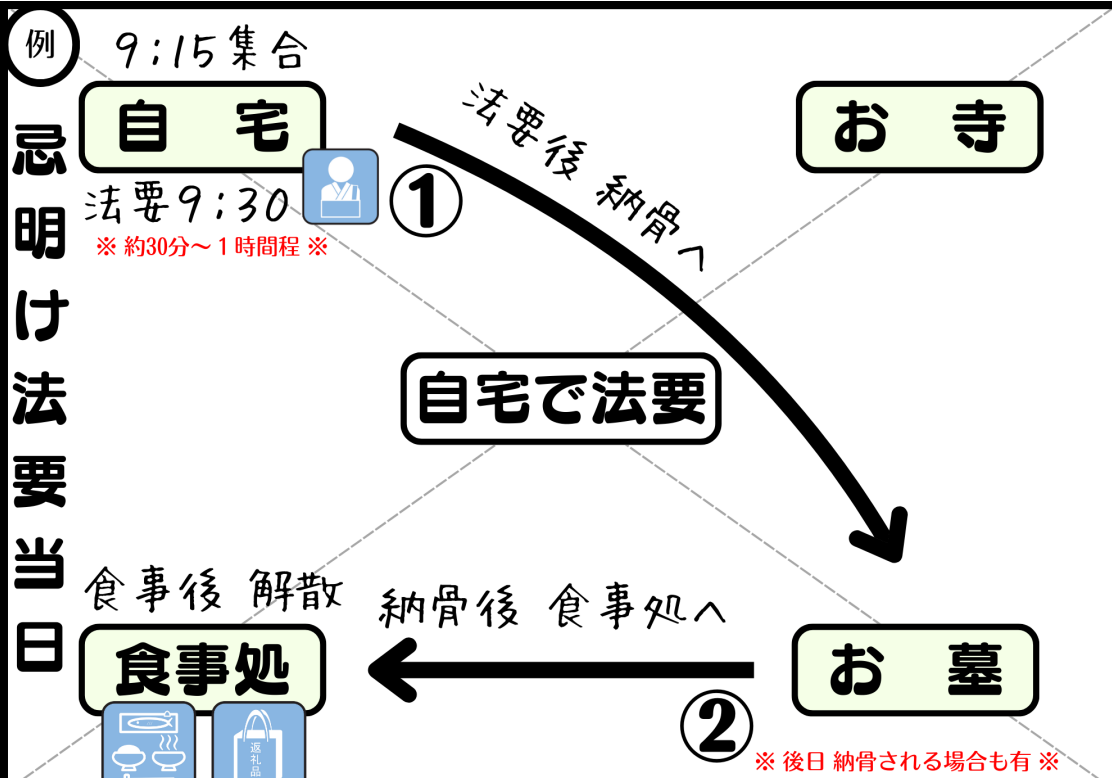 例
忌明け法要当日
9:15集合
自宅
法要9:30
※ 約30分～1時間程 ※
①
法要後 納骨へ
お寺
自宅で法要
食事後 解散
食事処
返礼品
納骨後 食事処へ
②
お墓
※ 後日 納骨される場合も有 ※